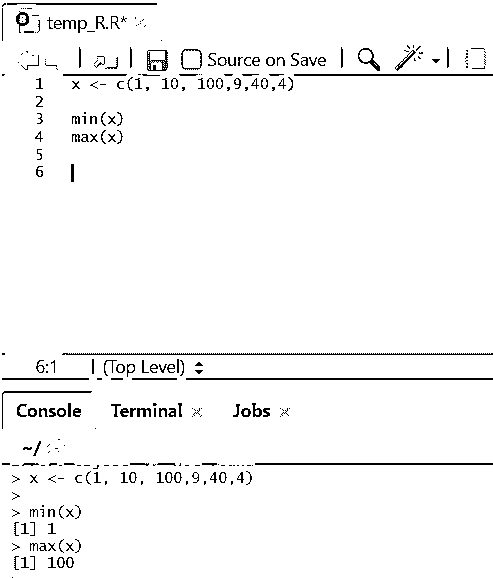 temp_R.R*
Source on Save
1 x <- c(1, 10, 100,9,40,4)
2
3 min(x)
4 max(x)
5
6
6:1 (Top Level)
Console Terminal Jobs
~/
> x <- c(1, 10, 100,9,40,4)
>
> min(x)
[1] 1
> max(x)
[1] 100